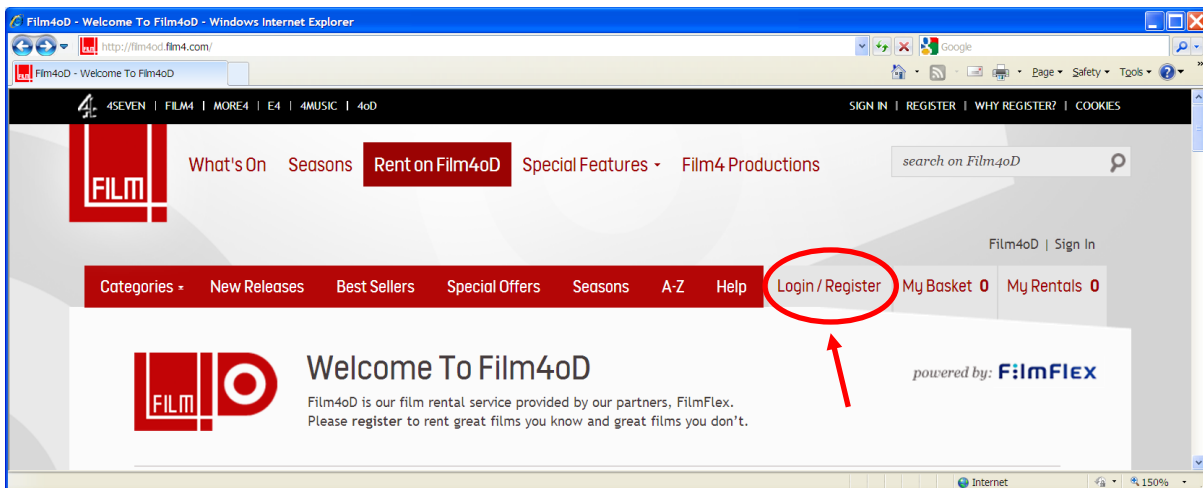 Film4oD - Welcome To Film4oD - Windows Internet Explorer
http://film4od.film4.com/
Google
Film4oD - Welcome To Film4oD
Page Safety Tools »
4SEVEN | FILM4 | MORE4 | E4 | 4MUSIC | 4oD
SIGN IN | REGISTER | WHY REGISTER? | COOKIES
FILM
What's On Seasons Rent on Film4oD Special Features Film4 Productions
search on Film4oD
Film4oD | Sign In
Categories New Releases Best Sellers Special Offers Seasons A-Z Help Login / Register My Basket 0 My Rentals 0
FILM
Welcome To Film4oD
powered by: FilmFlex
Film4oD is our film rental service provided by our partners, FilmFlex.
Please register to rent great films you know and great films you don't.
Internet
150%